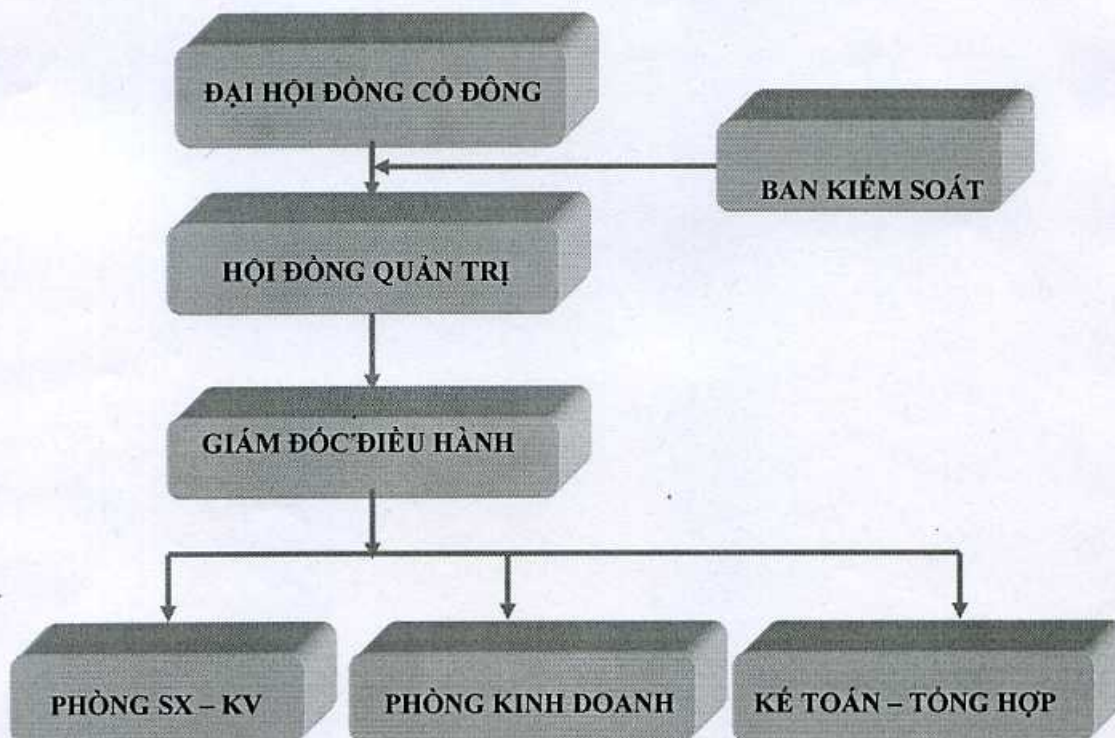 ĐẠI HỘI ĐỒNG CỔ ĐÔNG
BAN KIỂM SOÁT
HỘI ĐỒNG QUẢN TRỊ
GIÁM ĐỐC ĐIỀU HÀNH
PHÒNG SX – KV
PHÒNG KINH DOANH
KẾ TOÁN – TỔNG HỢP